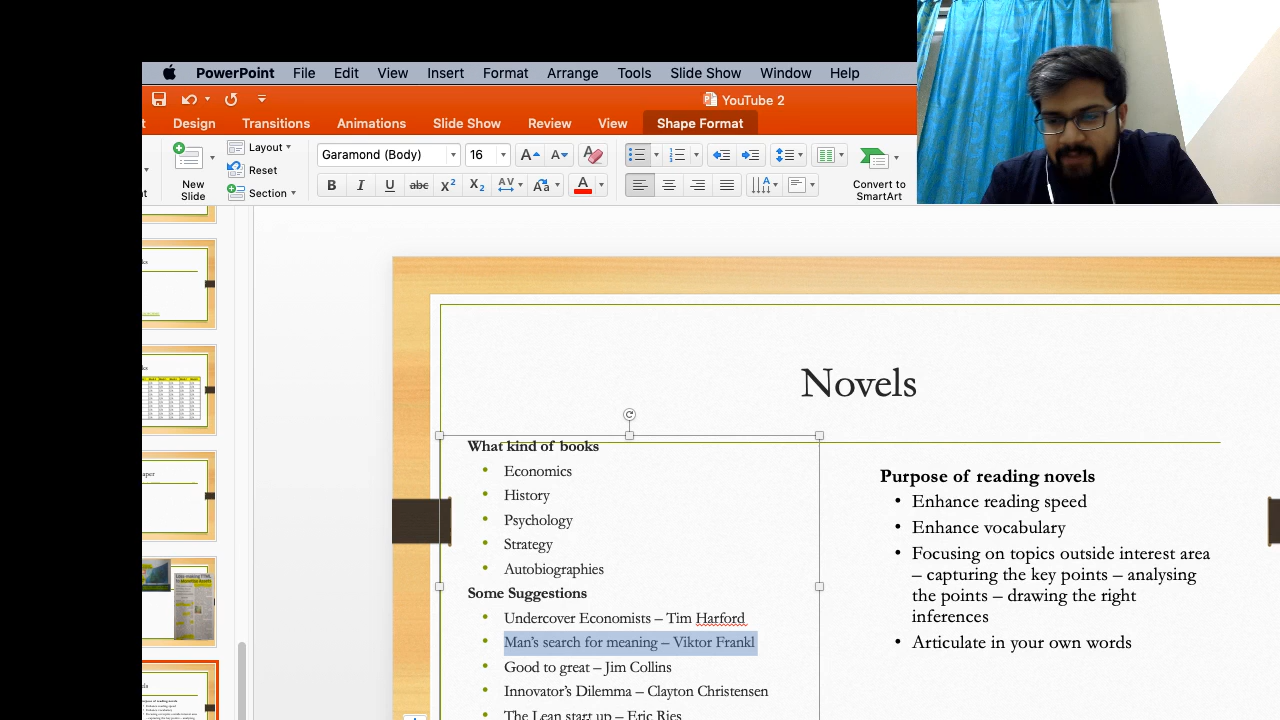 PowerPoint File Edit View Insert Format Arrange Tools Slide Show Window Help
YouTube 2
Design Transitions Animations Slide Show Review View Shape Format
New Slide
Layout
Reset
Section
Garamond (Body) 16
Convert to SmartArt
Novels
What kind of books
• Economics
• History
• Psychology
• Strategy
• Autobiographies
Some Suggestions
• Undercover Economists – Tim Harford
• Man's search for meaning – Viktor Frankl
• Good to great – Jim Collins
• Innovator's Dilemma – Clayton Christensen
The Lean start up – Eric Ries
Purpose of reading novels
• Enhance reading speed
• Enhance vocabulary
• Focusing on topics outside interest area
– capturing the key points – analysing
the points – drawing the right
inferences
• Articulate in your own words